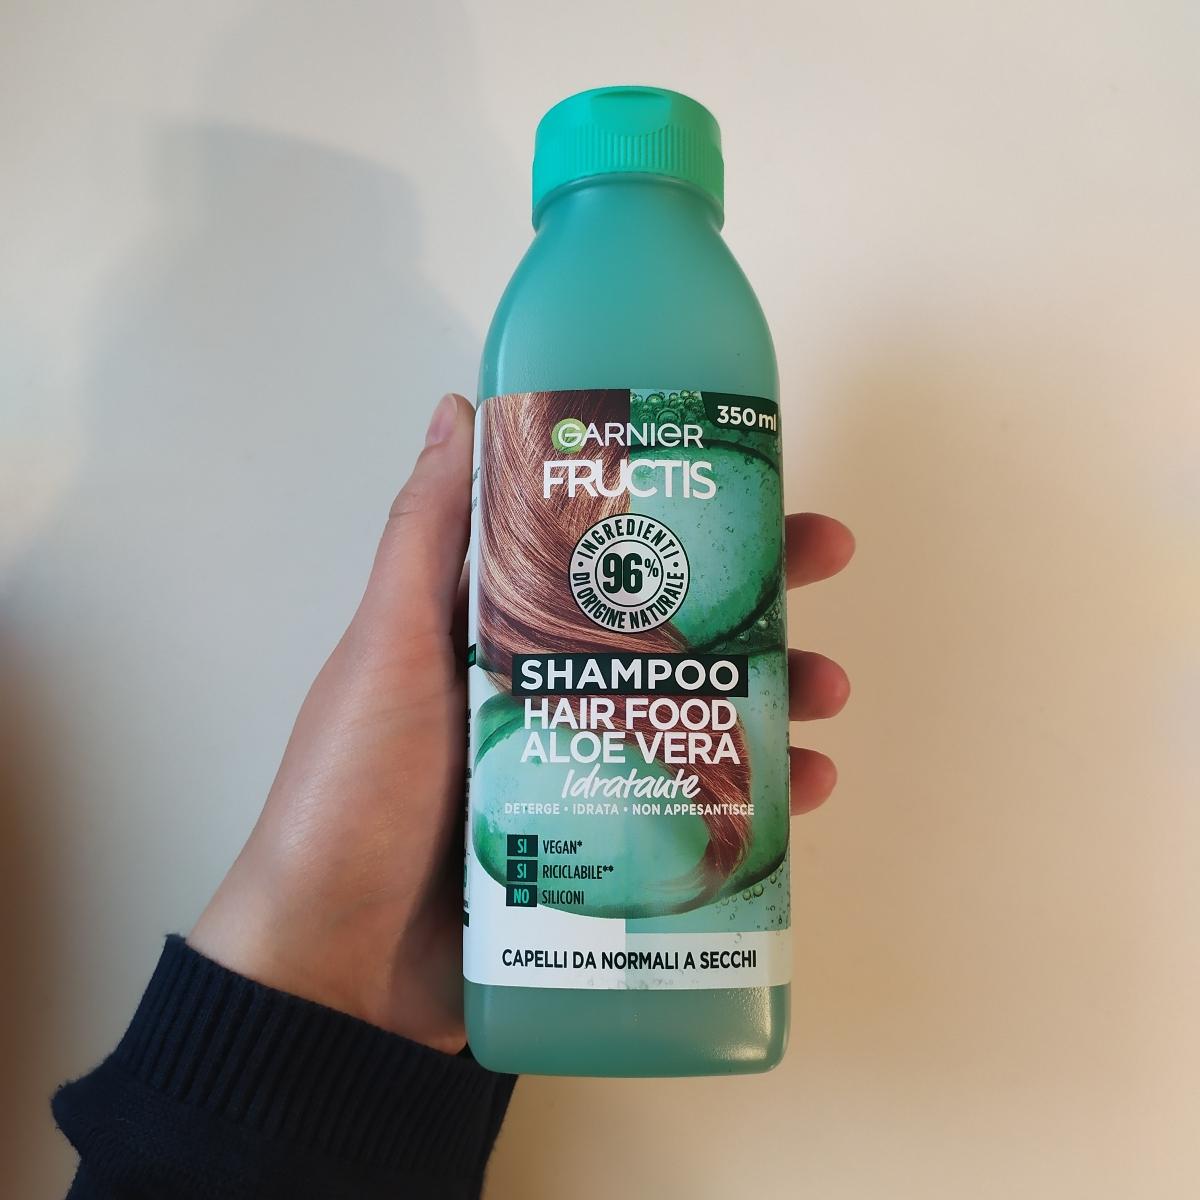 350 ml
GARNIER
FRUCTIS
INGREDIENTI
96%
DI ORIGINE NATURALE
SHAMPOO
HAIR FOOD
ALOE VERA
Idratante
DETERGE • IDRATA • NON APPESANTISCE
SI VEGAN*
SI RICICLABILE**
NO SILICONI
CAPELLI DA NORMALI A SECCHI